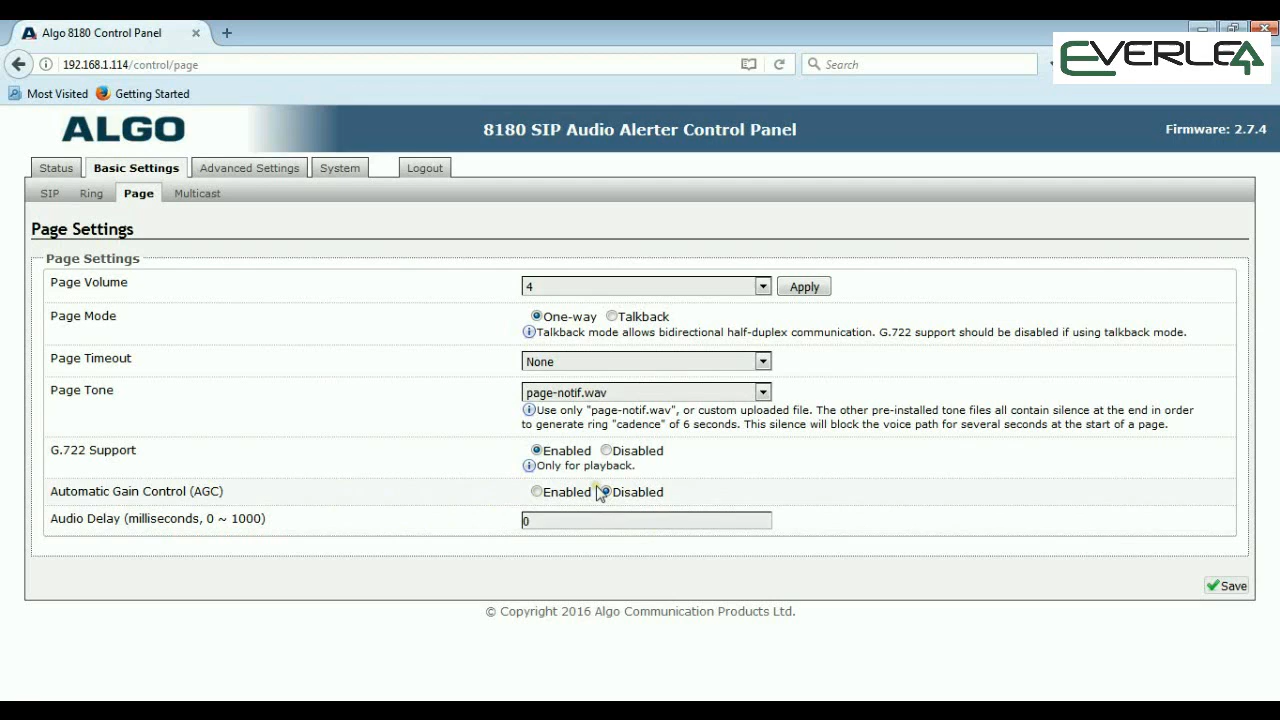 Algo 8180 Control Panel
192.168.1.114/control/page
Search
EVERLEA
Most Visited Getting Started
ALGO
8180 SIP Audio Alerter Control Panel
Firmware: 2.7.4
Status Basic Settings Advanced Settings System Logout
SIP Ring Page Multicast
Page Settings
Page Settings
Page Volume
4
Apply
Page Mode
One-way Talkback
Talkback mode allows bidirectional half-duplex communication. G.722 support should be disabled if using talkback mode.
Page Timeout
None
Page Tone
page-notif.wav
Use only "page-notif.wav", or custom uploaded file. The other pre-installed tone files all contain silence at the end in order
to generate ring "cadence" of 6 seconds. This silence will block the voice path for several seconds at the start of a page.
G.722 Support
Enabled Disabled
Only for playback.
Automatic Gain Control (AGC)
Enabled Disabled
Audio Delay (milliseconds, 0 ~ 1000)
0
Save
© Copyright 2016 Algo Communication Products Ltd.